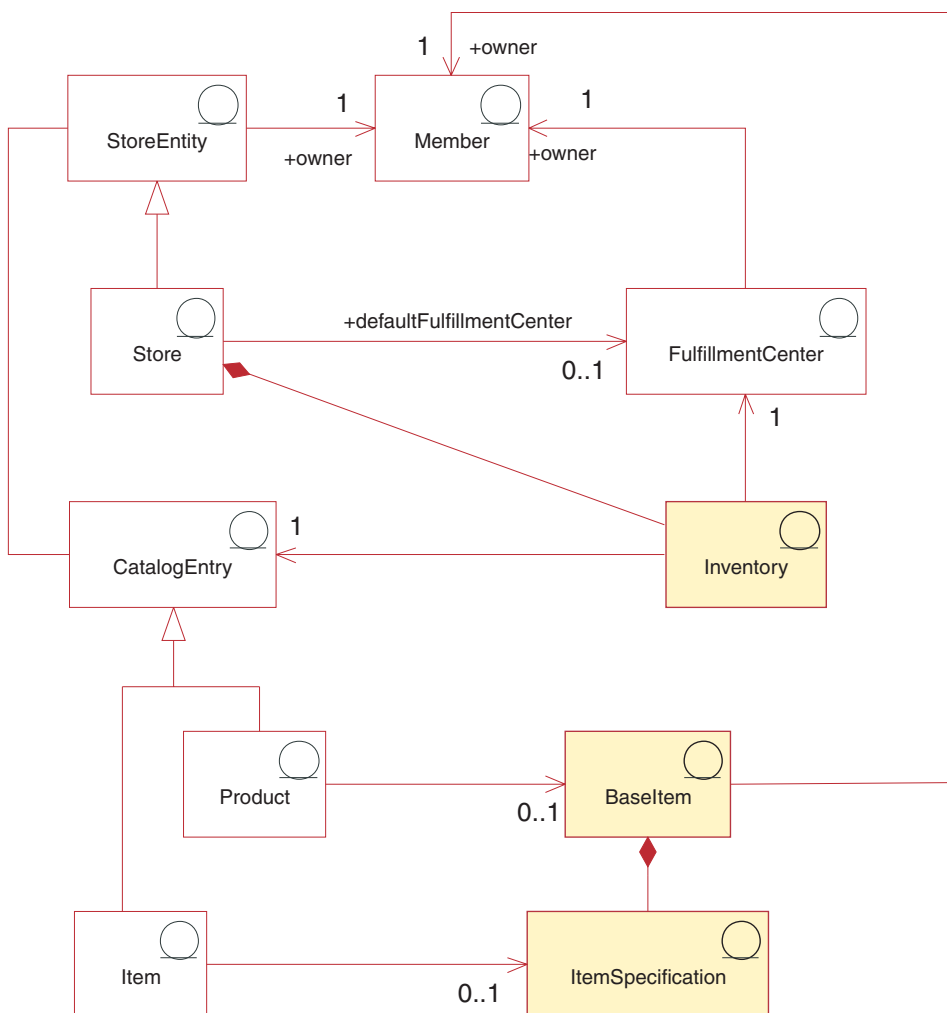 1
+owner
StoreEntity
1
+owner
Member
1
+owner
Store
+defaultFulfillmentCenter
0..1
FulfillmentCenter
1
CatalogEntry
1
Inventory
Product
0..1
BaseItem
Item
0..1
ItemSpecification